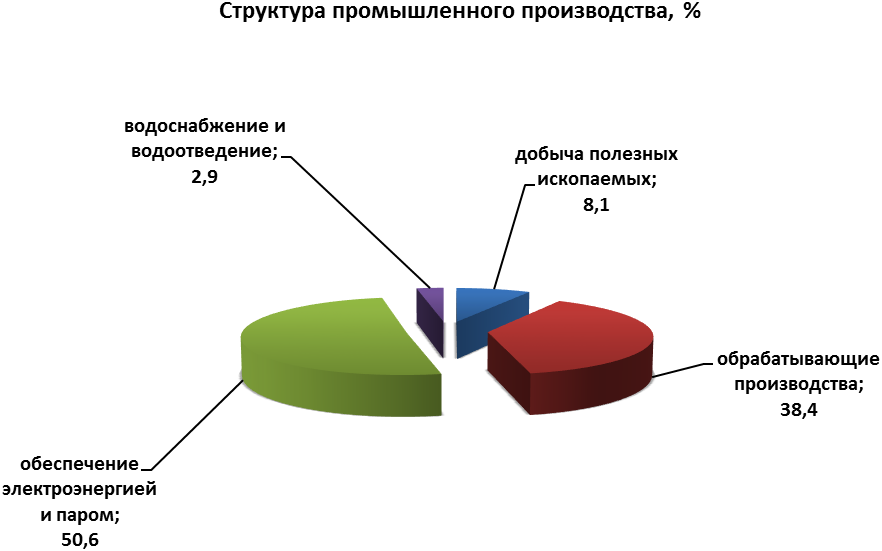 Структура промышленного производства, %
водоснабжение и
водоотведение;
2,9
добыча полезных
ископаемых;
8,1
обрабатывающие
производства;
38,4
обеспечение
электроэнергией
и паром;
50,6